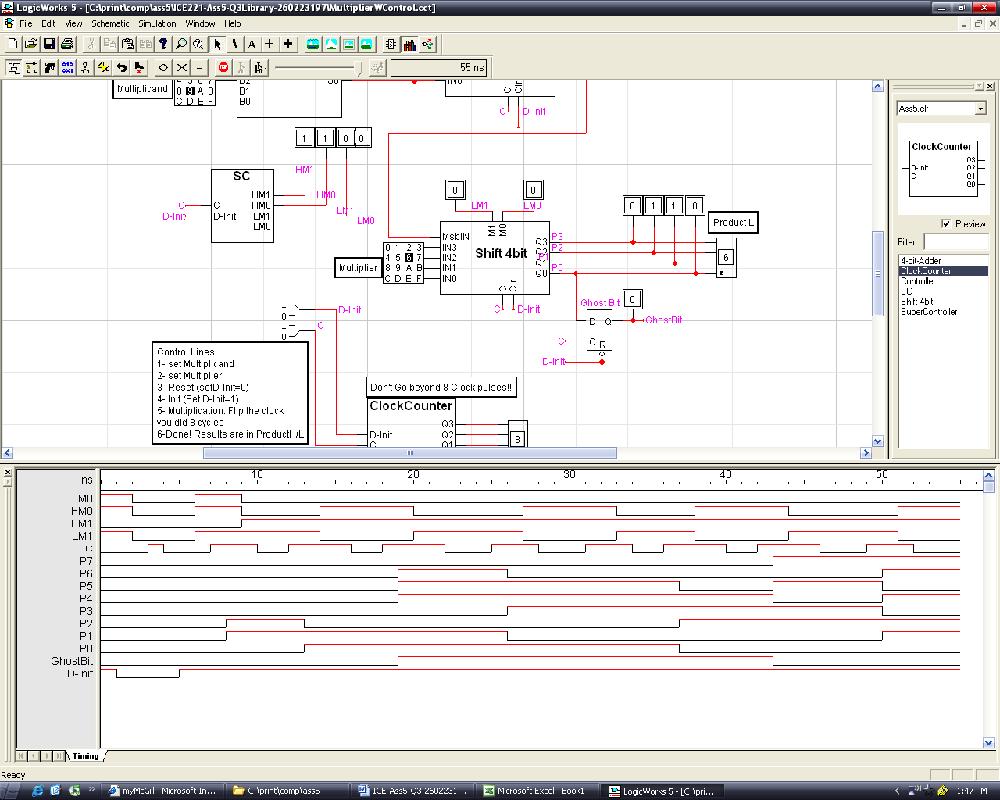 LogicWorks 5 - [C:\print\comp\ass5\ICE221-Ass5-Q3Library-260223197\MultiplierWControl.cct]
File Edit View Schematic Simulation Window Help
55 ns
Multiplicand
8 9 A B
C D E F
B2
B1
B0
C
Clr
C
D-Init
1 1 0 0
HM1
HM0
LM1
LM0
SC
C
D-Init
C
D-Init
HM1
HM0
LM1
LM0
0
0
LM1
LM0
M1
M0
MsbIN
IN3
IN2
IN1
IN0
Shift 4bit
Q3
Q2
Q1
Q0
C
Clr
C
D-Init
Multiplier
0 1 2 3
4 5 6 7
8 9 A B
C D E F
P3
P2
P1
P0
0 1 1 0
Product L
6
Ghost Bit
0
D Q
C
R
C
D-Init
GhostBit
1
0
1
0
D-Init
C
Control Lines:
1- set Multiplicand
2- set Multiplier
3- Reset (setD-Init=0)
4- Init (Set D-Init=1)
5- Multiplication: Flip the clock
you did 8 cycles
6-Done! Results are in ProductH/L
Don't Go beyond 8 Clock pulses!!
ClockCounter
D-Init
C
Q3
Q2
Q1
8
Ass5.clf
ClockCounter
D-Init
C
Q3
Q2
Q1
Q0
Preview
Filter:
4-bit-Adder
ClockCounter
Controller
SC
Shift 4bit
SuperController
ns
10 20 30 40 50
LM0
HM0
HM1
LM1
C
P7
P6
P5
P4
P3
P2
P1
P0
GhostBit
D-Init
Timing
Ready
start
myMcGill - Microsoft In...
C:\print\comp\ass5
ICE-Ass5-Q3-2602231...
Microsoft Excel - Book1
LogicWorks 5 - [C:\pri...
1:47 PM